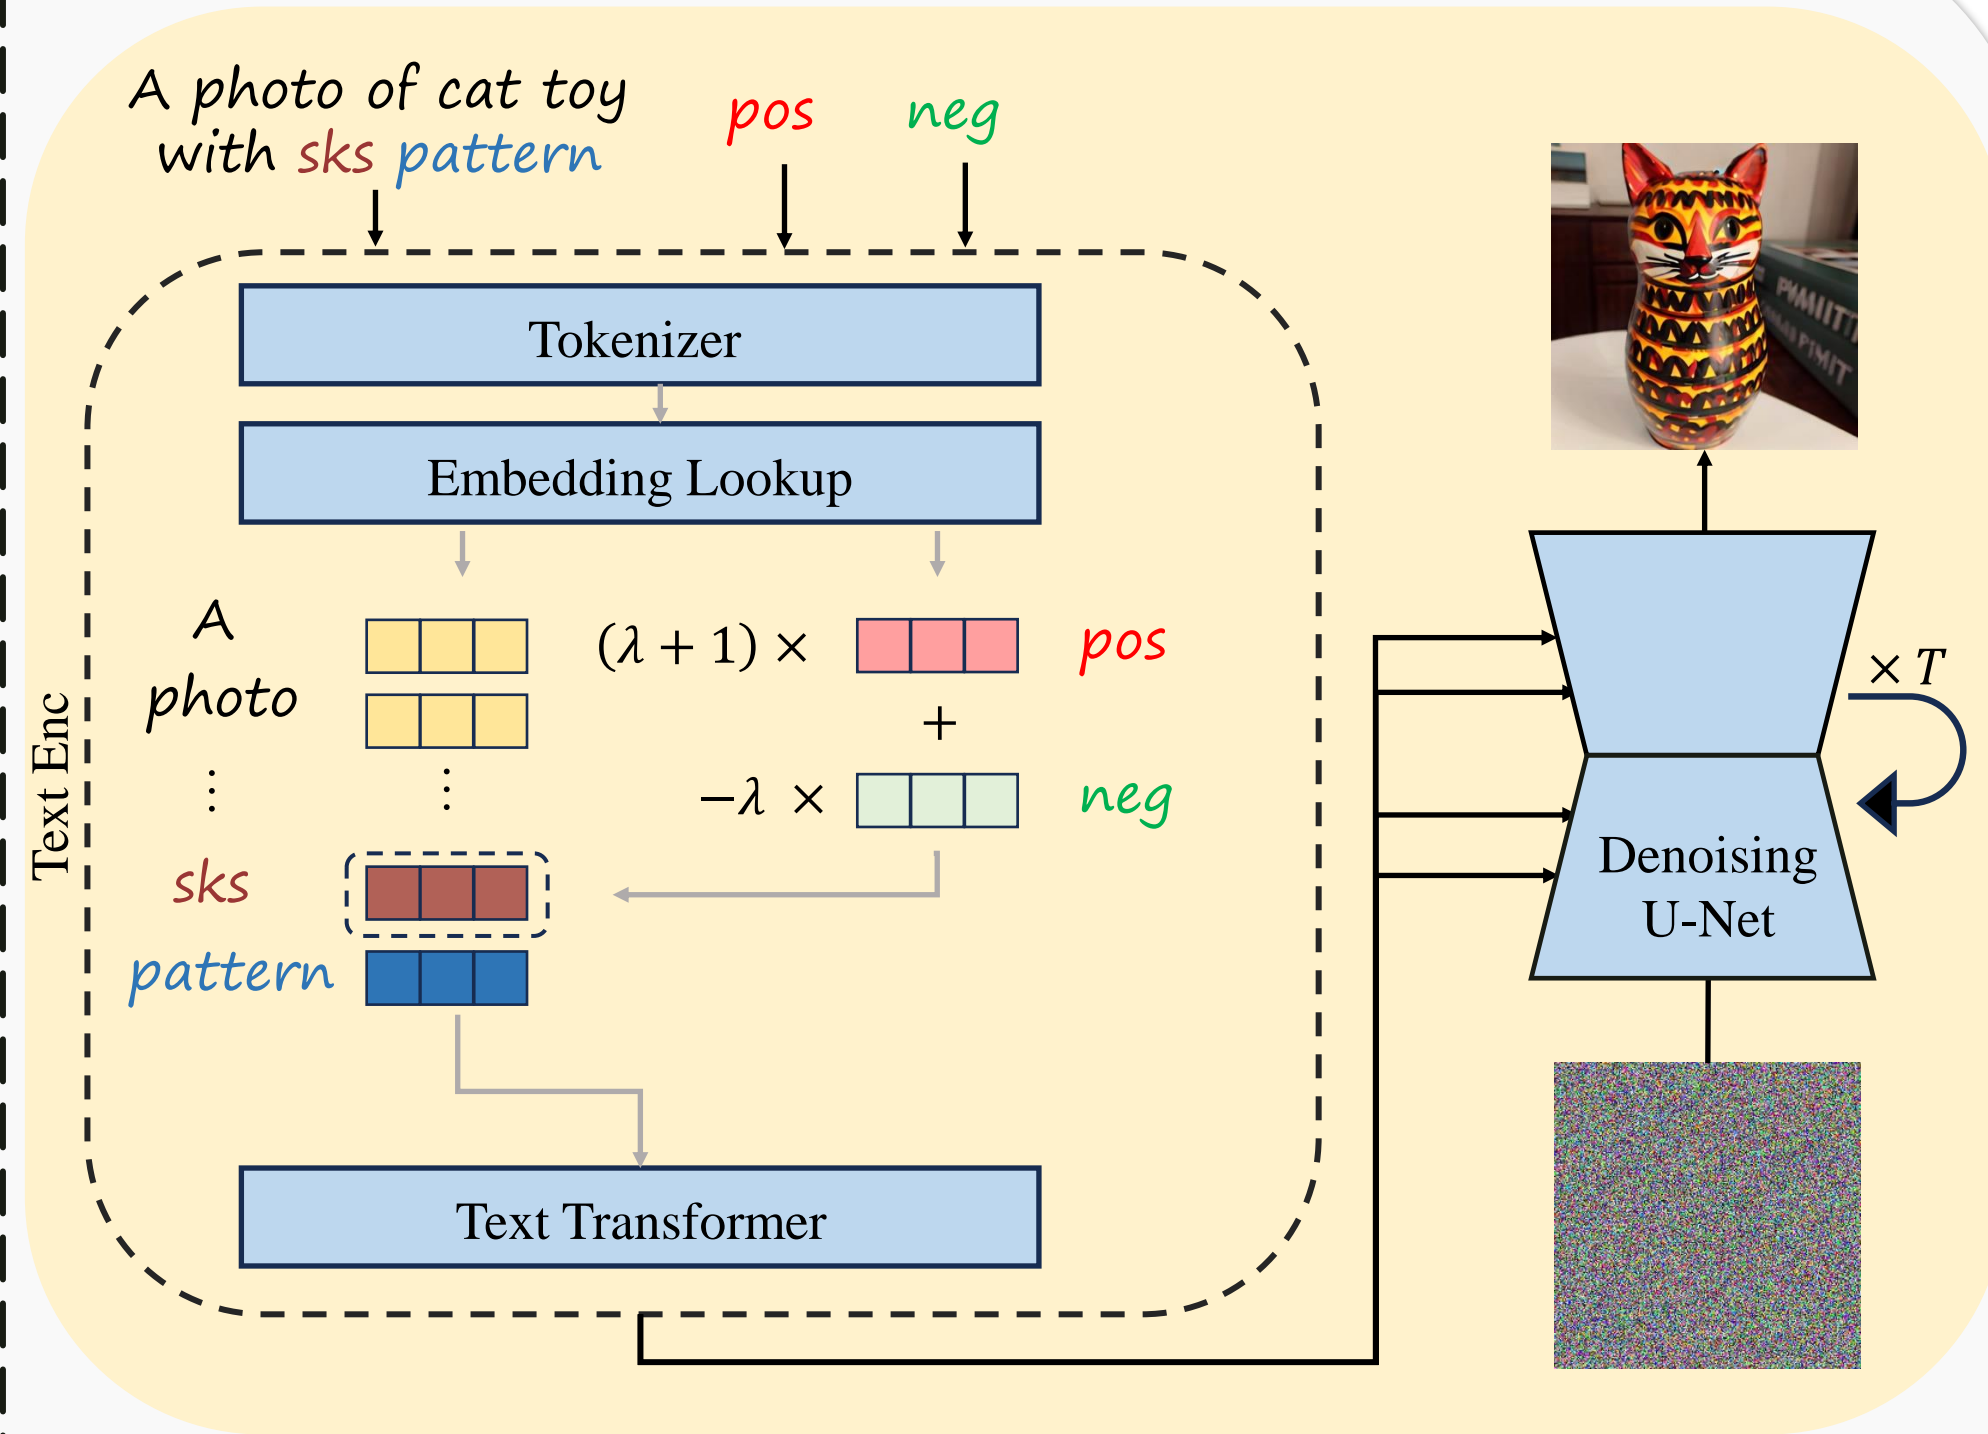 A photo of cat toy
with sks pattern
pos
neg
Tokenizer
Embedding Lookup
A
photo
⋮
⋮
sks
pattern
(λ + 1) ×
pos
+
−λ ×
neg
Text Transformer
Text Enc
× T
Denoising
U-Net